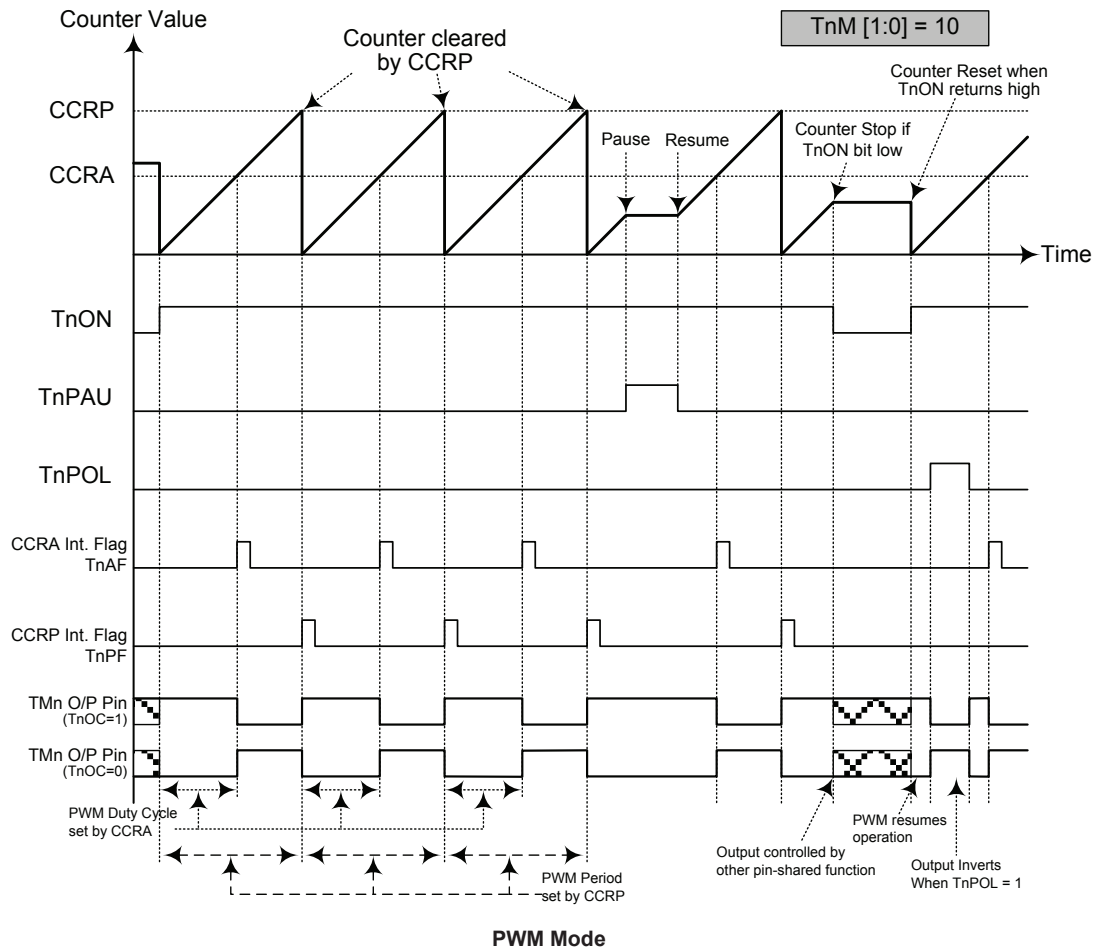 Counter Value
TnM [1:0] = 10
Counter cleared
by CCRP
Counter Reset when
TnON returns high
CCRP
Pause
Resume
Counter Stop if
TnON bit low
CCRA
Time
TnON
TnPAU
TnPOL
CCRA Int. Flag
TnAF
CCRP Int. Flag
TnPF
TMn O/P Pin
(TnOC=1)
TMn O/P Pin
(TnOC=0)
PWM Duty Cycle
set by CCRA
PWM resumes
operation
Output controlled by
other pin-shared function
Output Inverts
When TnPOL = 1
PWM Period
set by CCRP
PWM Mode